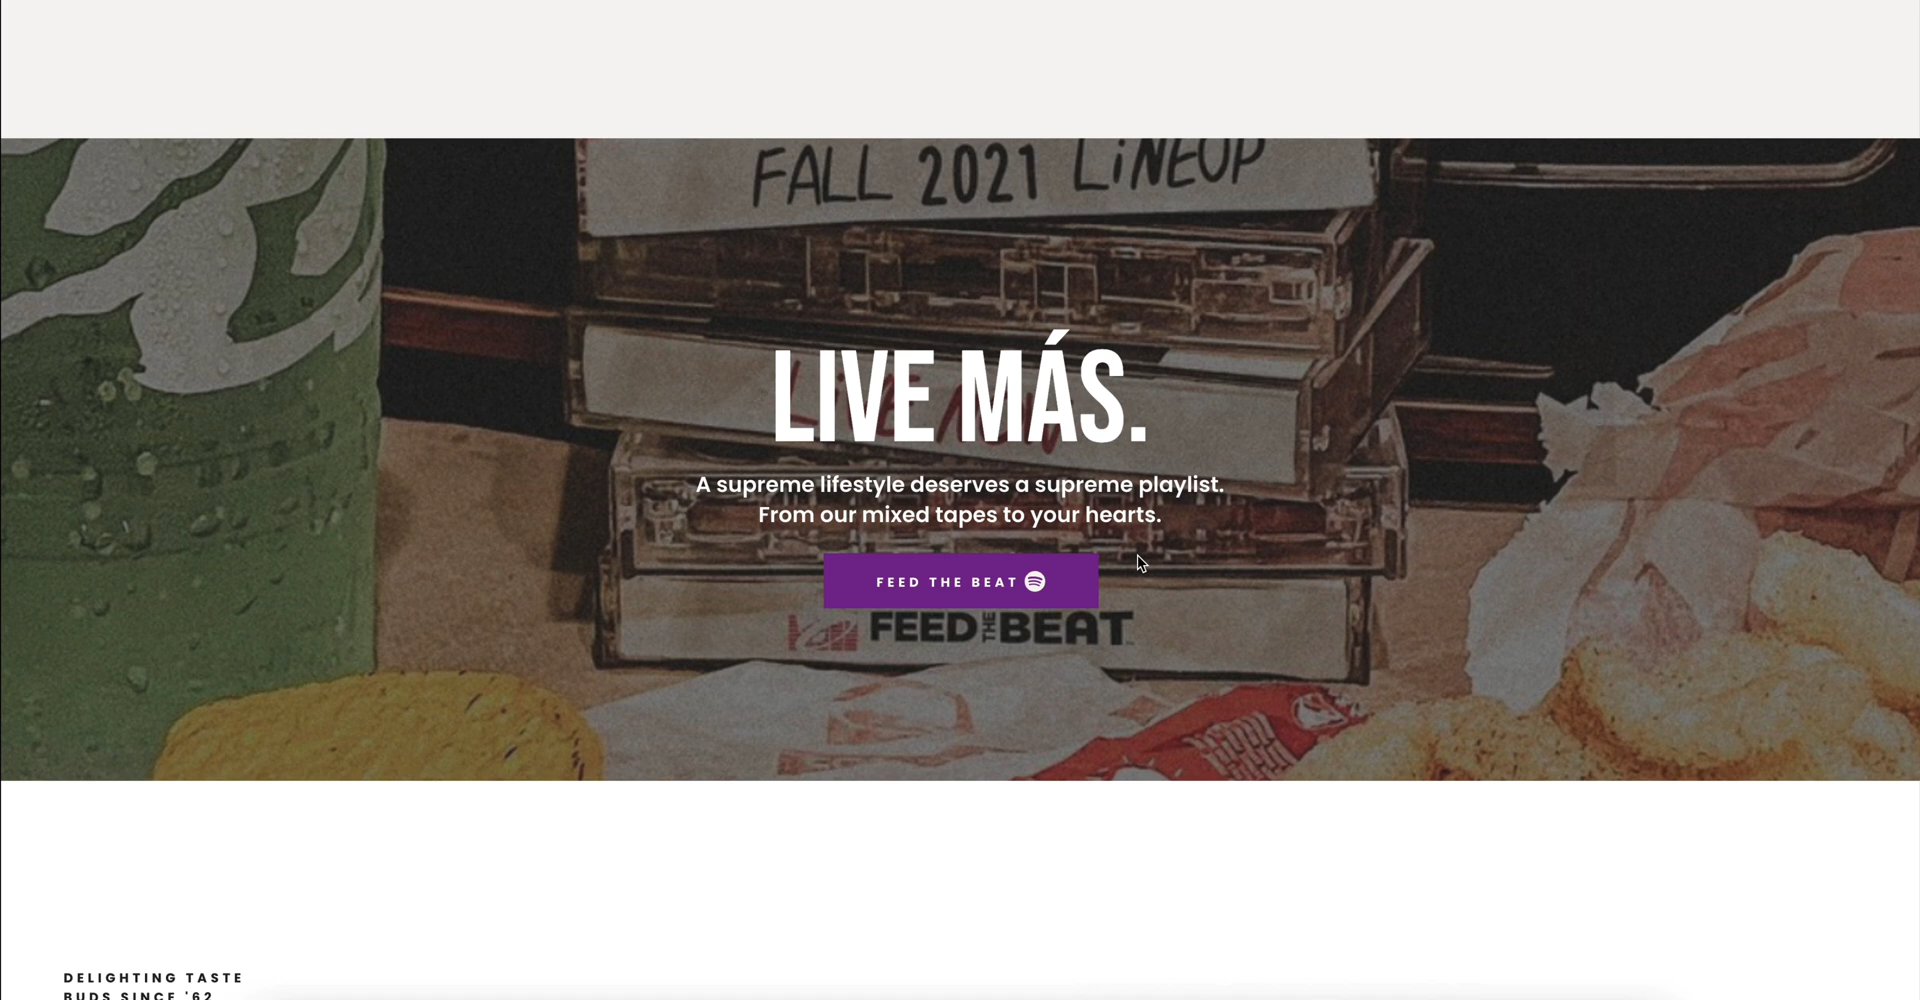 FALL 2021 LiNEUP
LIVE MÁS.
A supreme lifestyle deserves a supreme playlist.
From our mixed tapes to your hearts.
FEED THE BEAT
FEED THE BEAT
DELIGHTING TASTE
BUDS SINCE '62